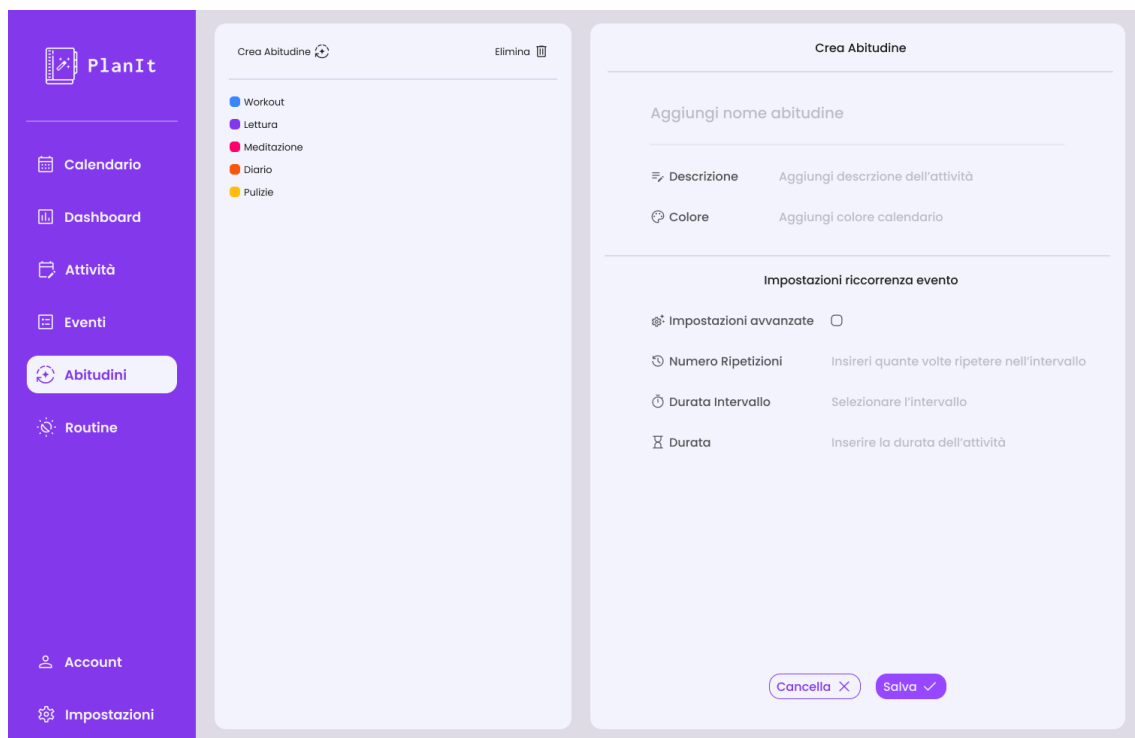 PlanIt
Calendario
Dashboard
Attività
Eventi
Abitudini
Routine
Account
Impostazioni
Crea Abitudine
Elimina
Workout
Lettura
Meditazione
Diario
Pulizie
Crea Abitudine
Aggiungi nome abitudine
Descrizione Aggiungi descrzione dell'attività
Colore Aggiungi colore calendario
Impostazioni riccorrenza evento
Impostazioni avvanzate
Numero Ripetizioni Insireri quante volte ripetere nell'intervallo
Durata Intervallo Selezionare l'intervallo
Durata Inserire la durata dell'attività
Cancella Salva